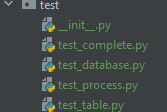 test
__init__.py
test_complete.py
test_database.py
test_process.py
test_table.py